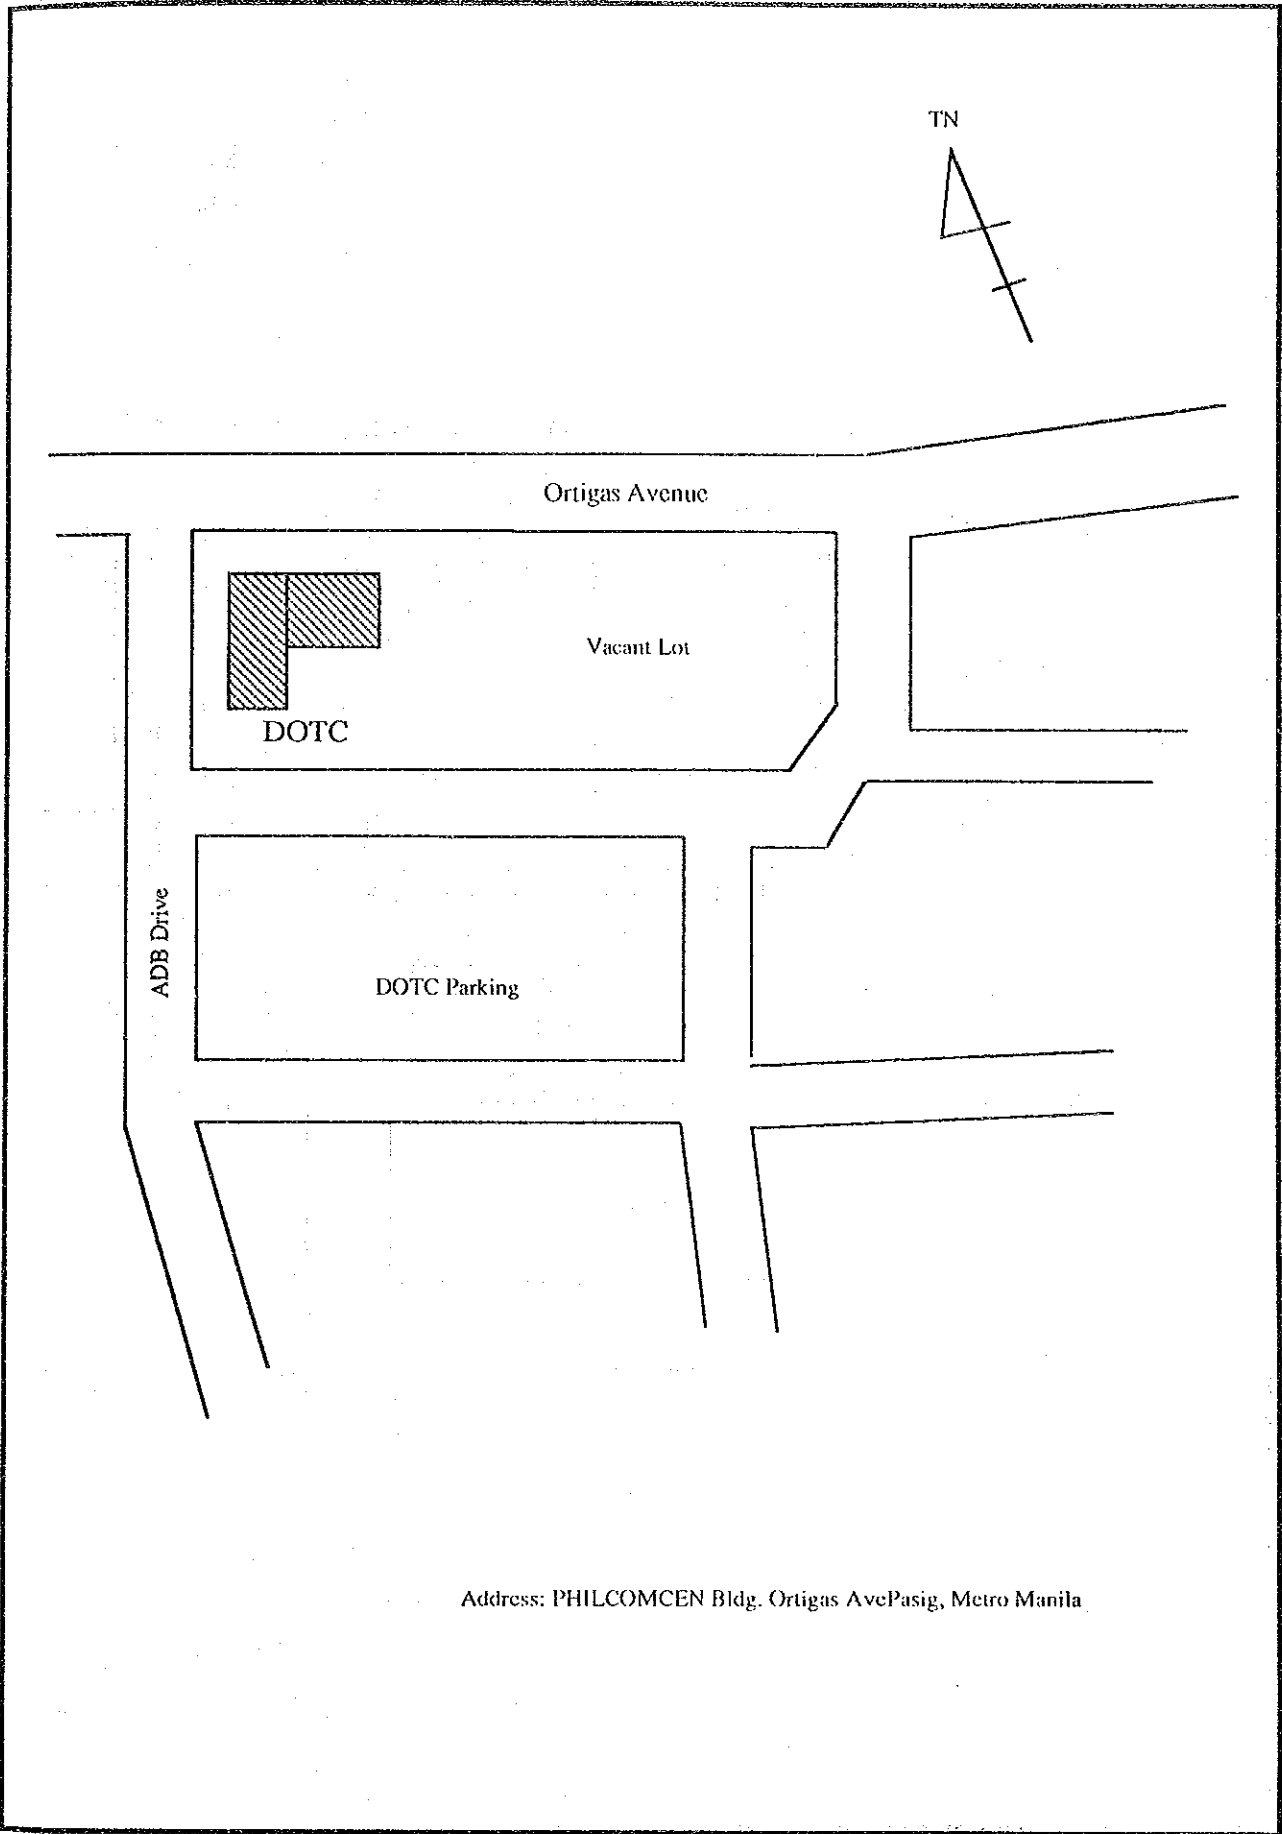 TN
Ortigas Avenue
Vacant Lot
DOTC
ADB Drive
DOTC Parking
Address: PHILCOMCEN Bldg. Ortigas AvePasig, Metro Manila